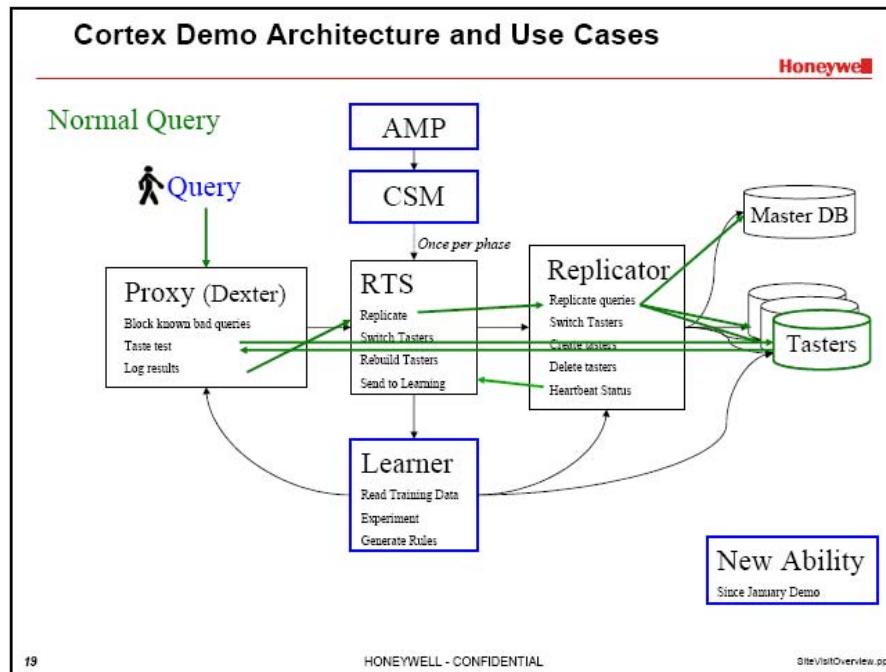 Cortex Demo Architecture and Use Cases
Honeywell
Normal Query
Query
AMP
CSM
Once per phase
Master DB
Proxy (Dexter)
Block known bad queries
Taste test
Log results
RTS
Replicate
Switch Tasters
Rebuild Tasters
Send to Learning
Replicator
Replicate queries
Switch Tasters
Create tasters
Delete tasters
Heartbeat Status
Tasters
Learner
Read Training Data
Experiment
Generate Rules
New Ability
Since January Demo
19
HONEYWELL - CONFIDENTIAL
SiteVisitOverview.pp